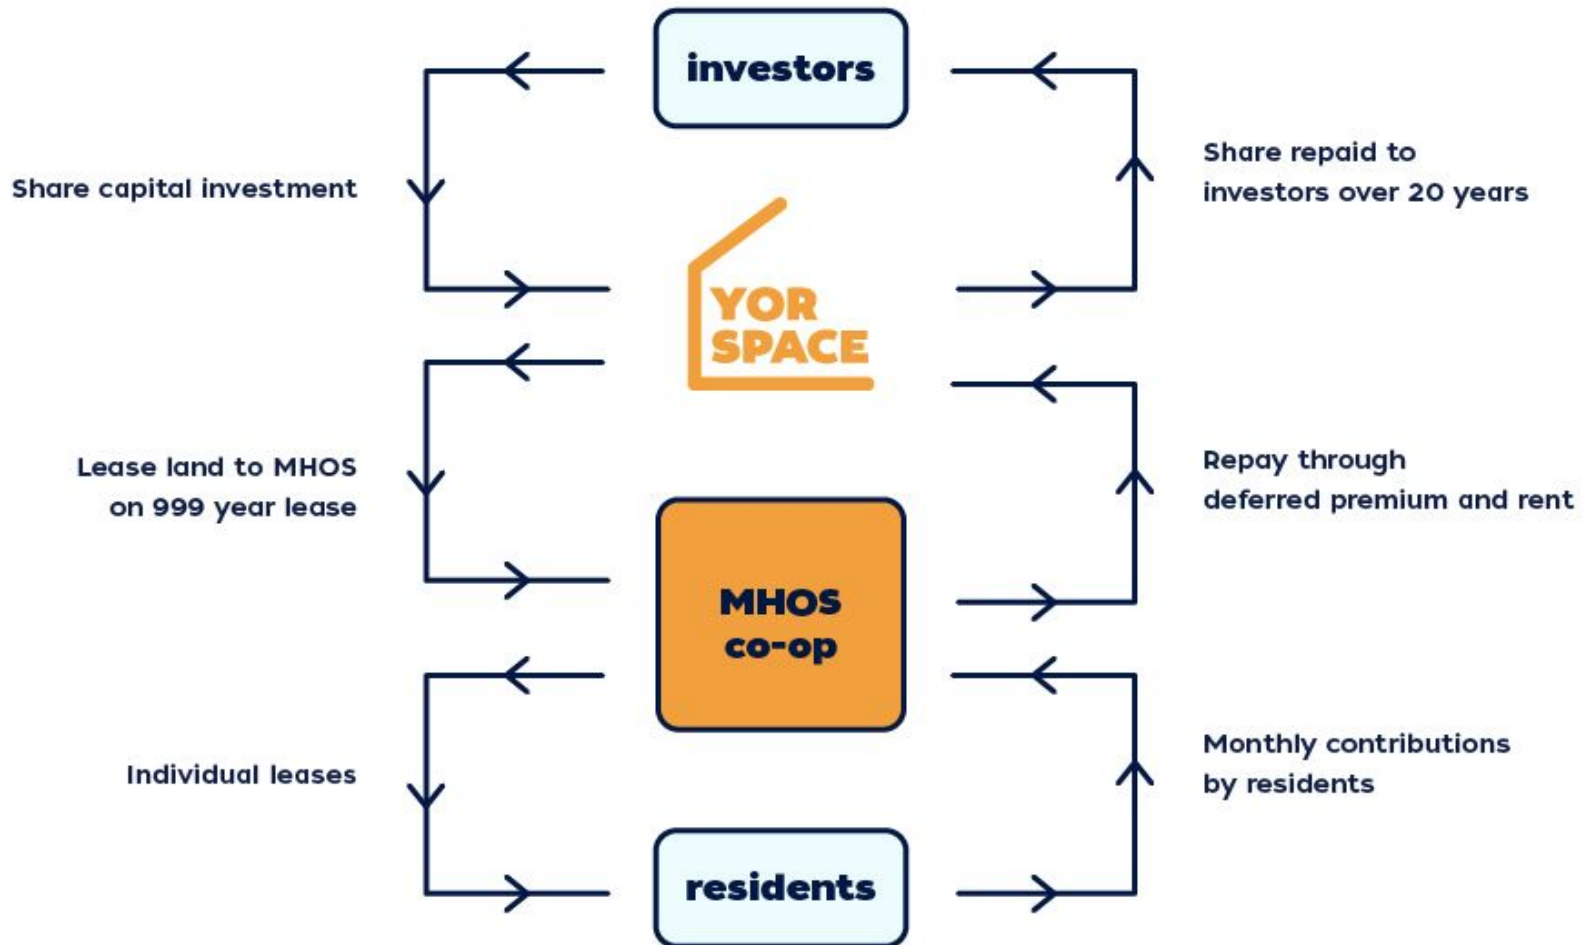 investors
Share capital investment
Share repaid to
investors over 20 years
YOR
SPACE
Lease land to MHOS
on 999 year lease
Repay through
deferred premium and rent
MHOS
co-op
Individual leases
Monthly contributions
by residents
residents